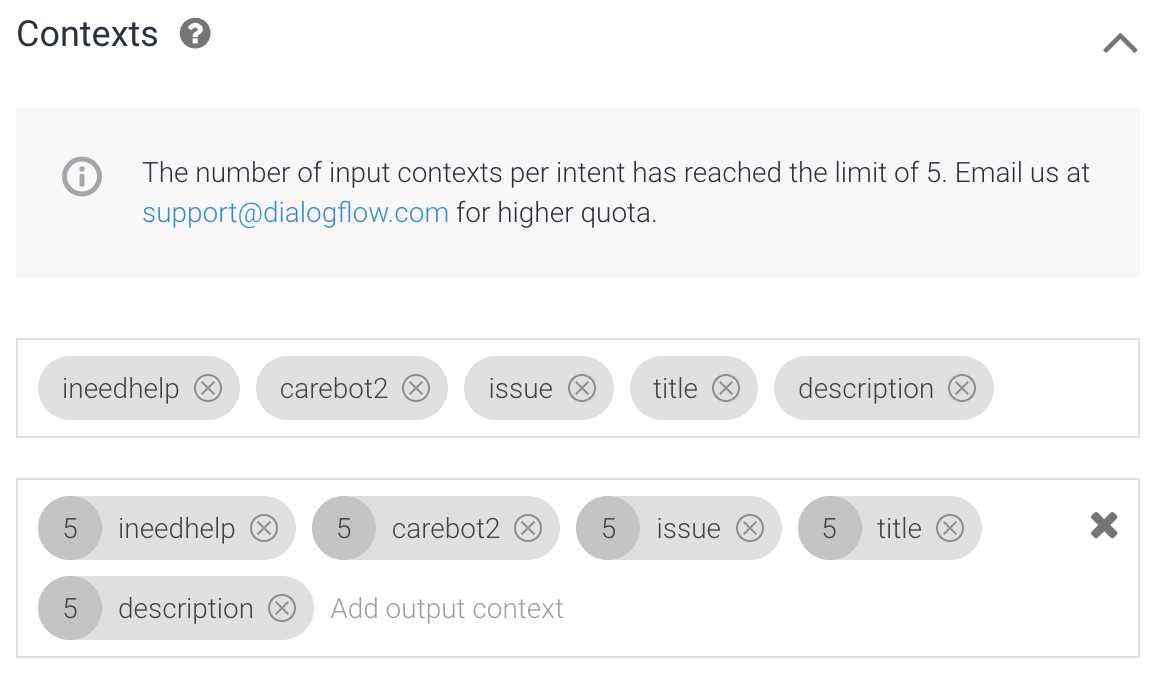 Contexts ?
The number of input contexts per intent has reached the limit of 5. Email us at
support@dialogflow.com for higher quota.
ineedhelp carebot2 issue title description
5 ineedhelp 5 carebot2 5 issue 5 title
5 description Add output context